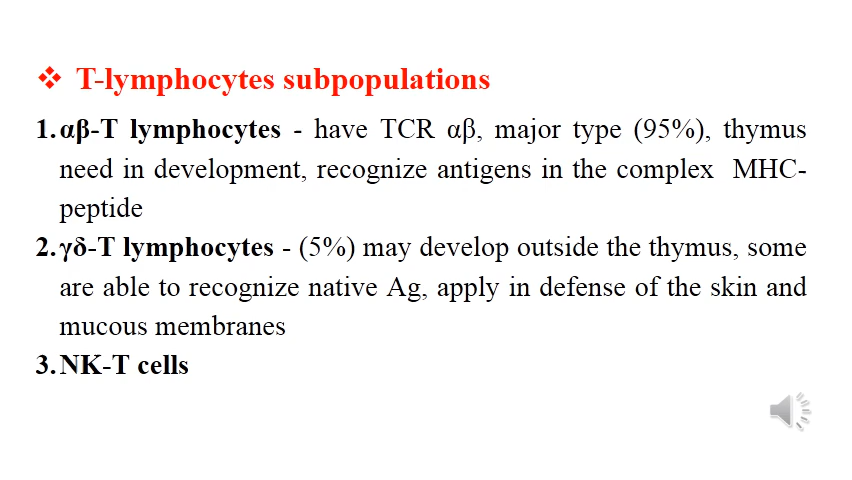 ❖ T-lymphocytes subpopulations
1. αβ-T lymphocytes - have TCR αβ, major type (95%), thymus
need in development, recognize antigens in the complex MHC-
peptide
2. γδ-T lymphocytes - (5%) may develop outside the thymus, some
are able to recognize native Ag, apply in defense of the skin and
mucous membranes
3. NK-T cells